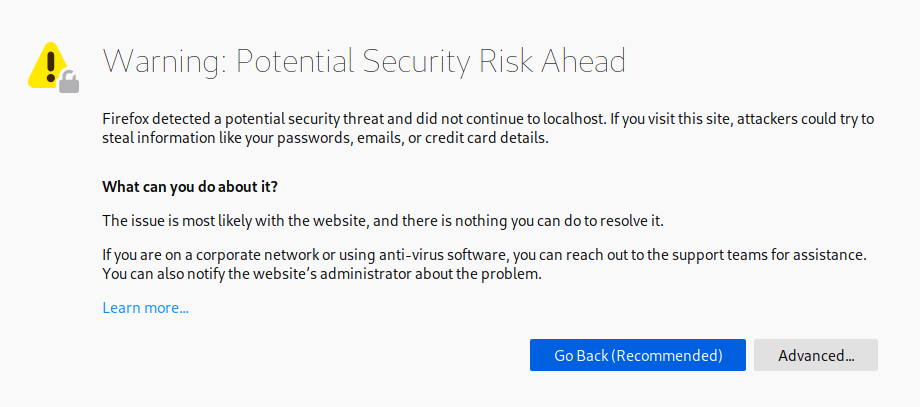 Warning: Potential Security Risk Ahead
Firefox detected a potential security threat and did not continue to localhost. If you visit this site, attackers could try to
steal information like your passwords, emails, or credit card details.
What can you do about it?
The issue is most likely with the website, and there is nothing you can do to resolve it.
If you are on a corporate network or using anti-virus software, you can reach out to the support teams for assistance.
You can also notify the website’s administrator about the problem.
Learn more…
Go Back (Recommended)
Advanced…